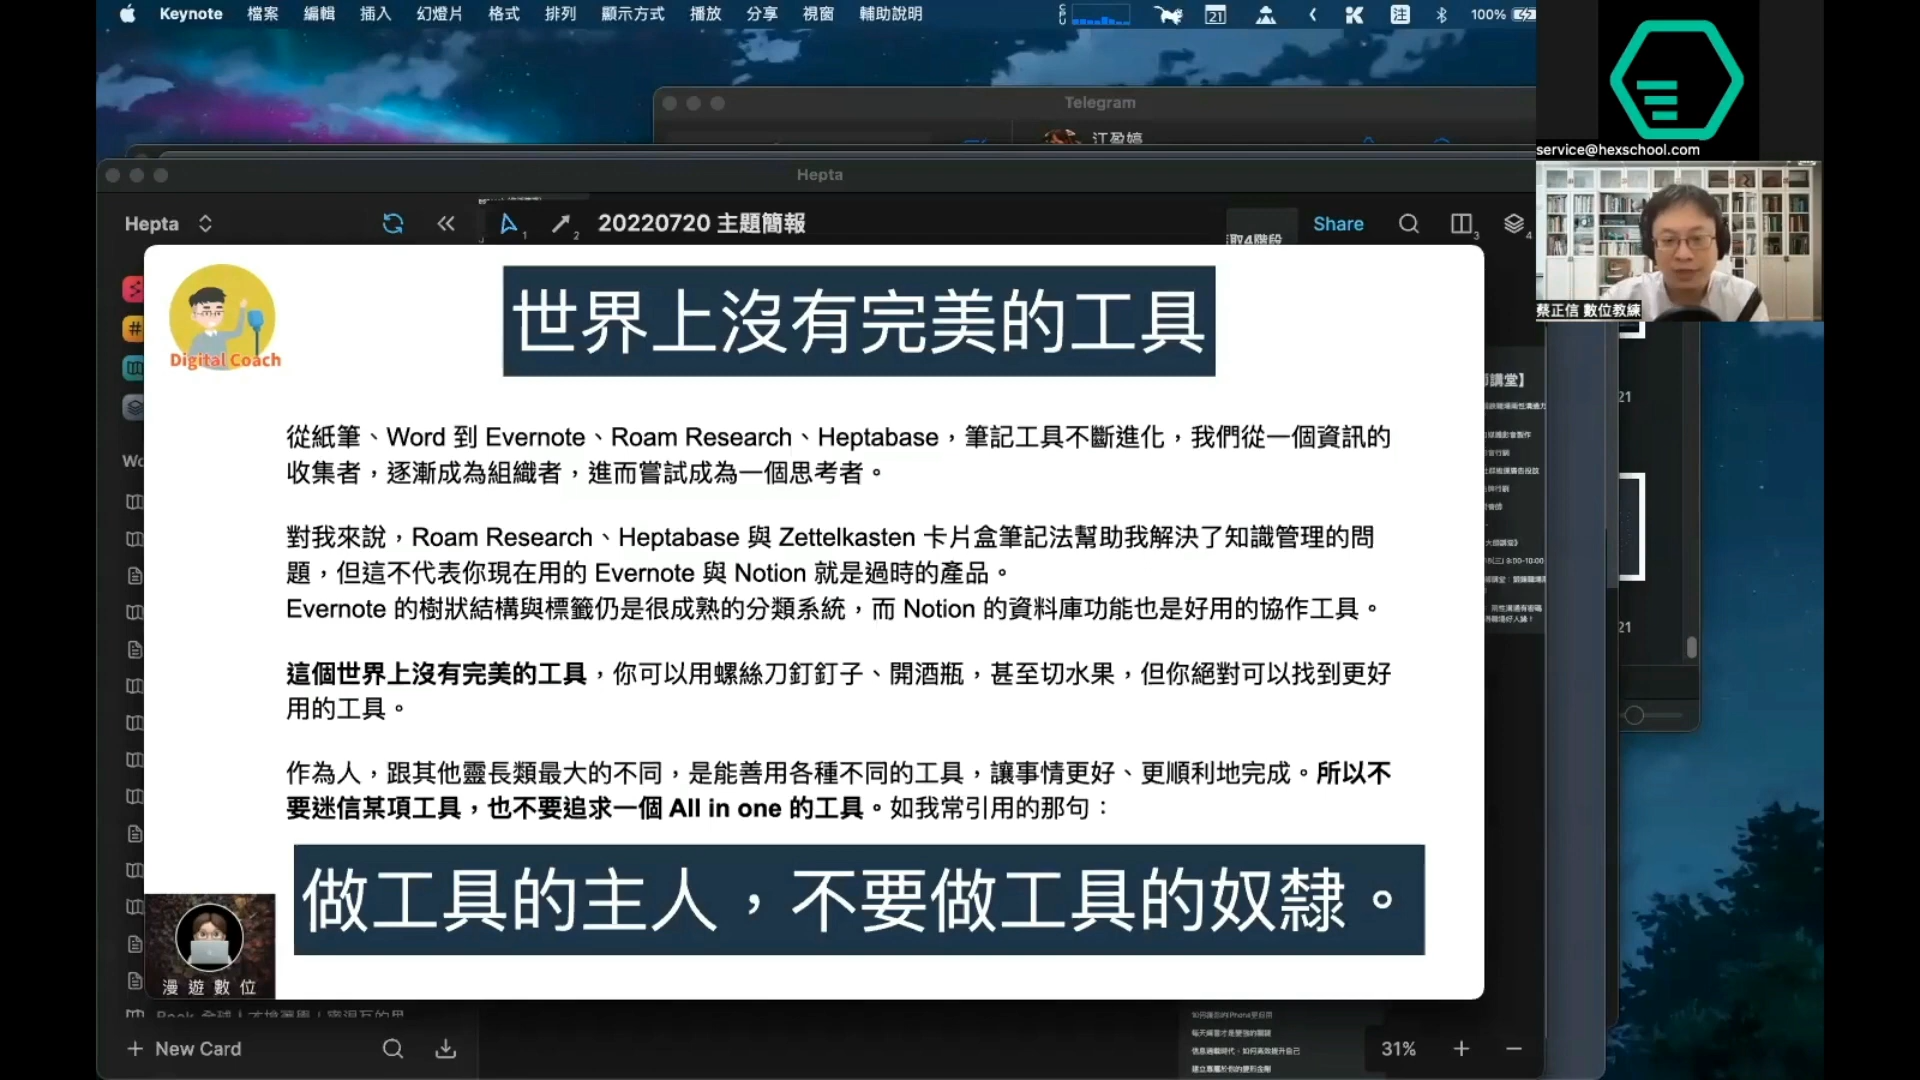 Keynote 檔案 編輯 插入 幻燈片 格式 排列 顯示方式 播放 分享 視窗 輔助說明
21 注 100%
Telegram
江盈婷
service@hexschool.com
蔡正信 數位教練
Hepta
Hepta
1 2 20220720 主題簡報
Share 3 4
Digital Coach
世界上沒有完美的工具
從紙筆、Word 到 Evernote、Roam Research、Heptabase，筆記工具不斷進化，我們從一個資訊的
收集者，逐漸成為組織者，進而嘗試成為一個思考者。
對我來說，Roam Research、Heptabase 與 Zettelkasten 卡片盒筆記法幫助我解決了知識管理的問
題，但這不代表你現在用的 Evernote 與 Notion 就是過時的產品。
Evernote 的樹狀結構與標籤仍是很成熟的分類系統，而 Notion 的資料庫功能也是好用的協作工具。
這個世界上沒有完美的工具，你可以用螺絲刀釘釘子、開酒瓶，甚至切水果，但你絕對可以找到更好
用的工具。
作為人，跟其他靈長類最大的不同，是能善用各種不同的工具，讓事情更好、更順利地完成。所以不
要迷信某項工具，也不要追求一個 All in one 的工具。如我常引用的那句：
做工具的主人，不要做工具的奴隸。
漫遊數位
21
21
New Card
31%